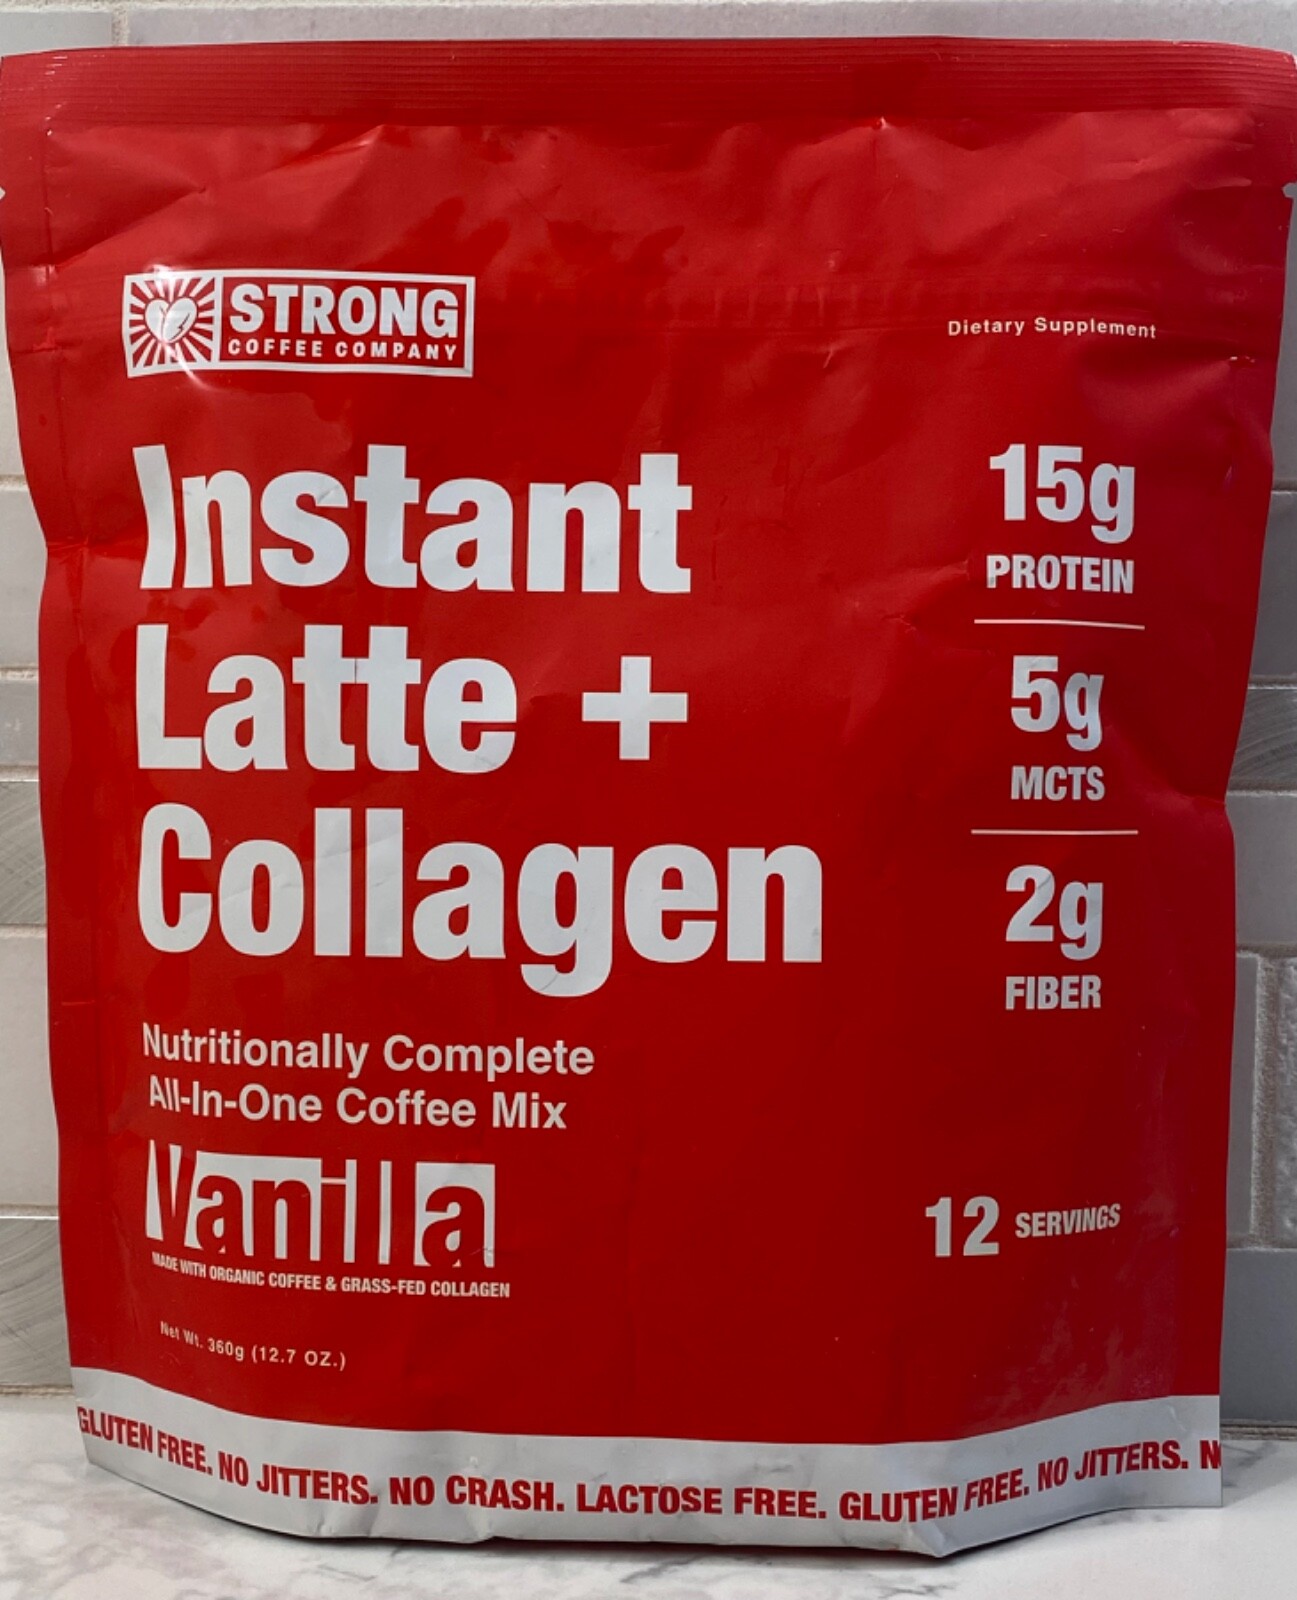 STRONG
COFFEE COMPANY
Dietary Supplement
Instant
Latte +
Collagen
15g
PROTEIN
5g
MCTS
2g
FIBER
Nutritionally Complete
All-In-One Coffee Mix
Vanilla
MADE WITH ORGANIC COFFEE & GRASS-FED COLLAGEN
12 SERVINGS
Net Wt. 360g (12.7 OZ.)
GLUTEN FREE. NO JITTERS. NO CRASH. LACTOSE FREE. GLUTEN FREE. NO JITTERS. N